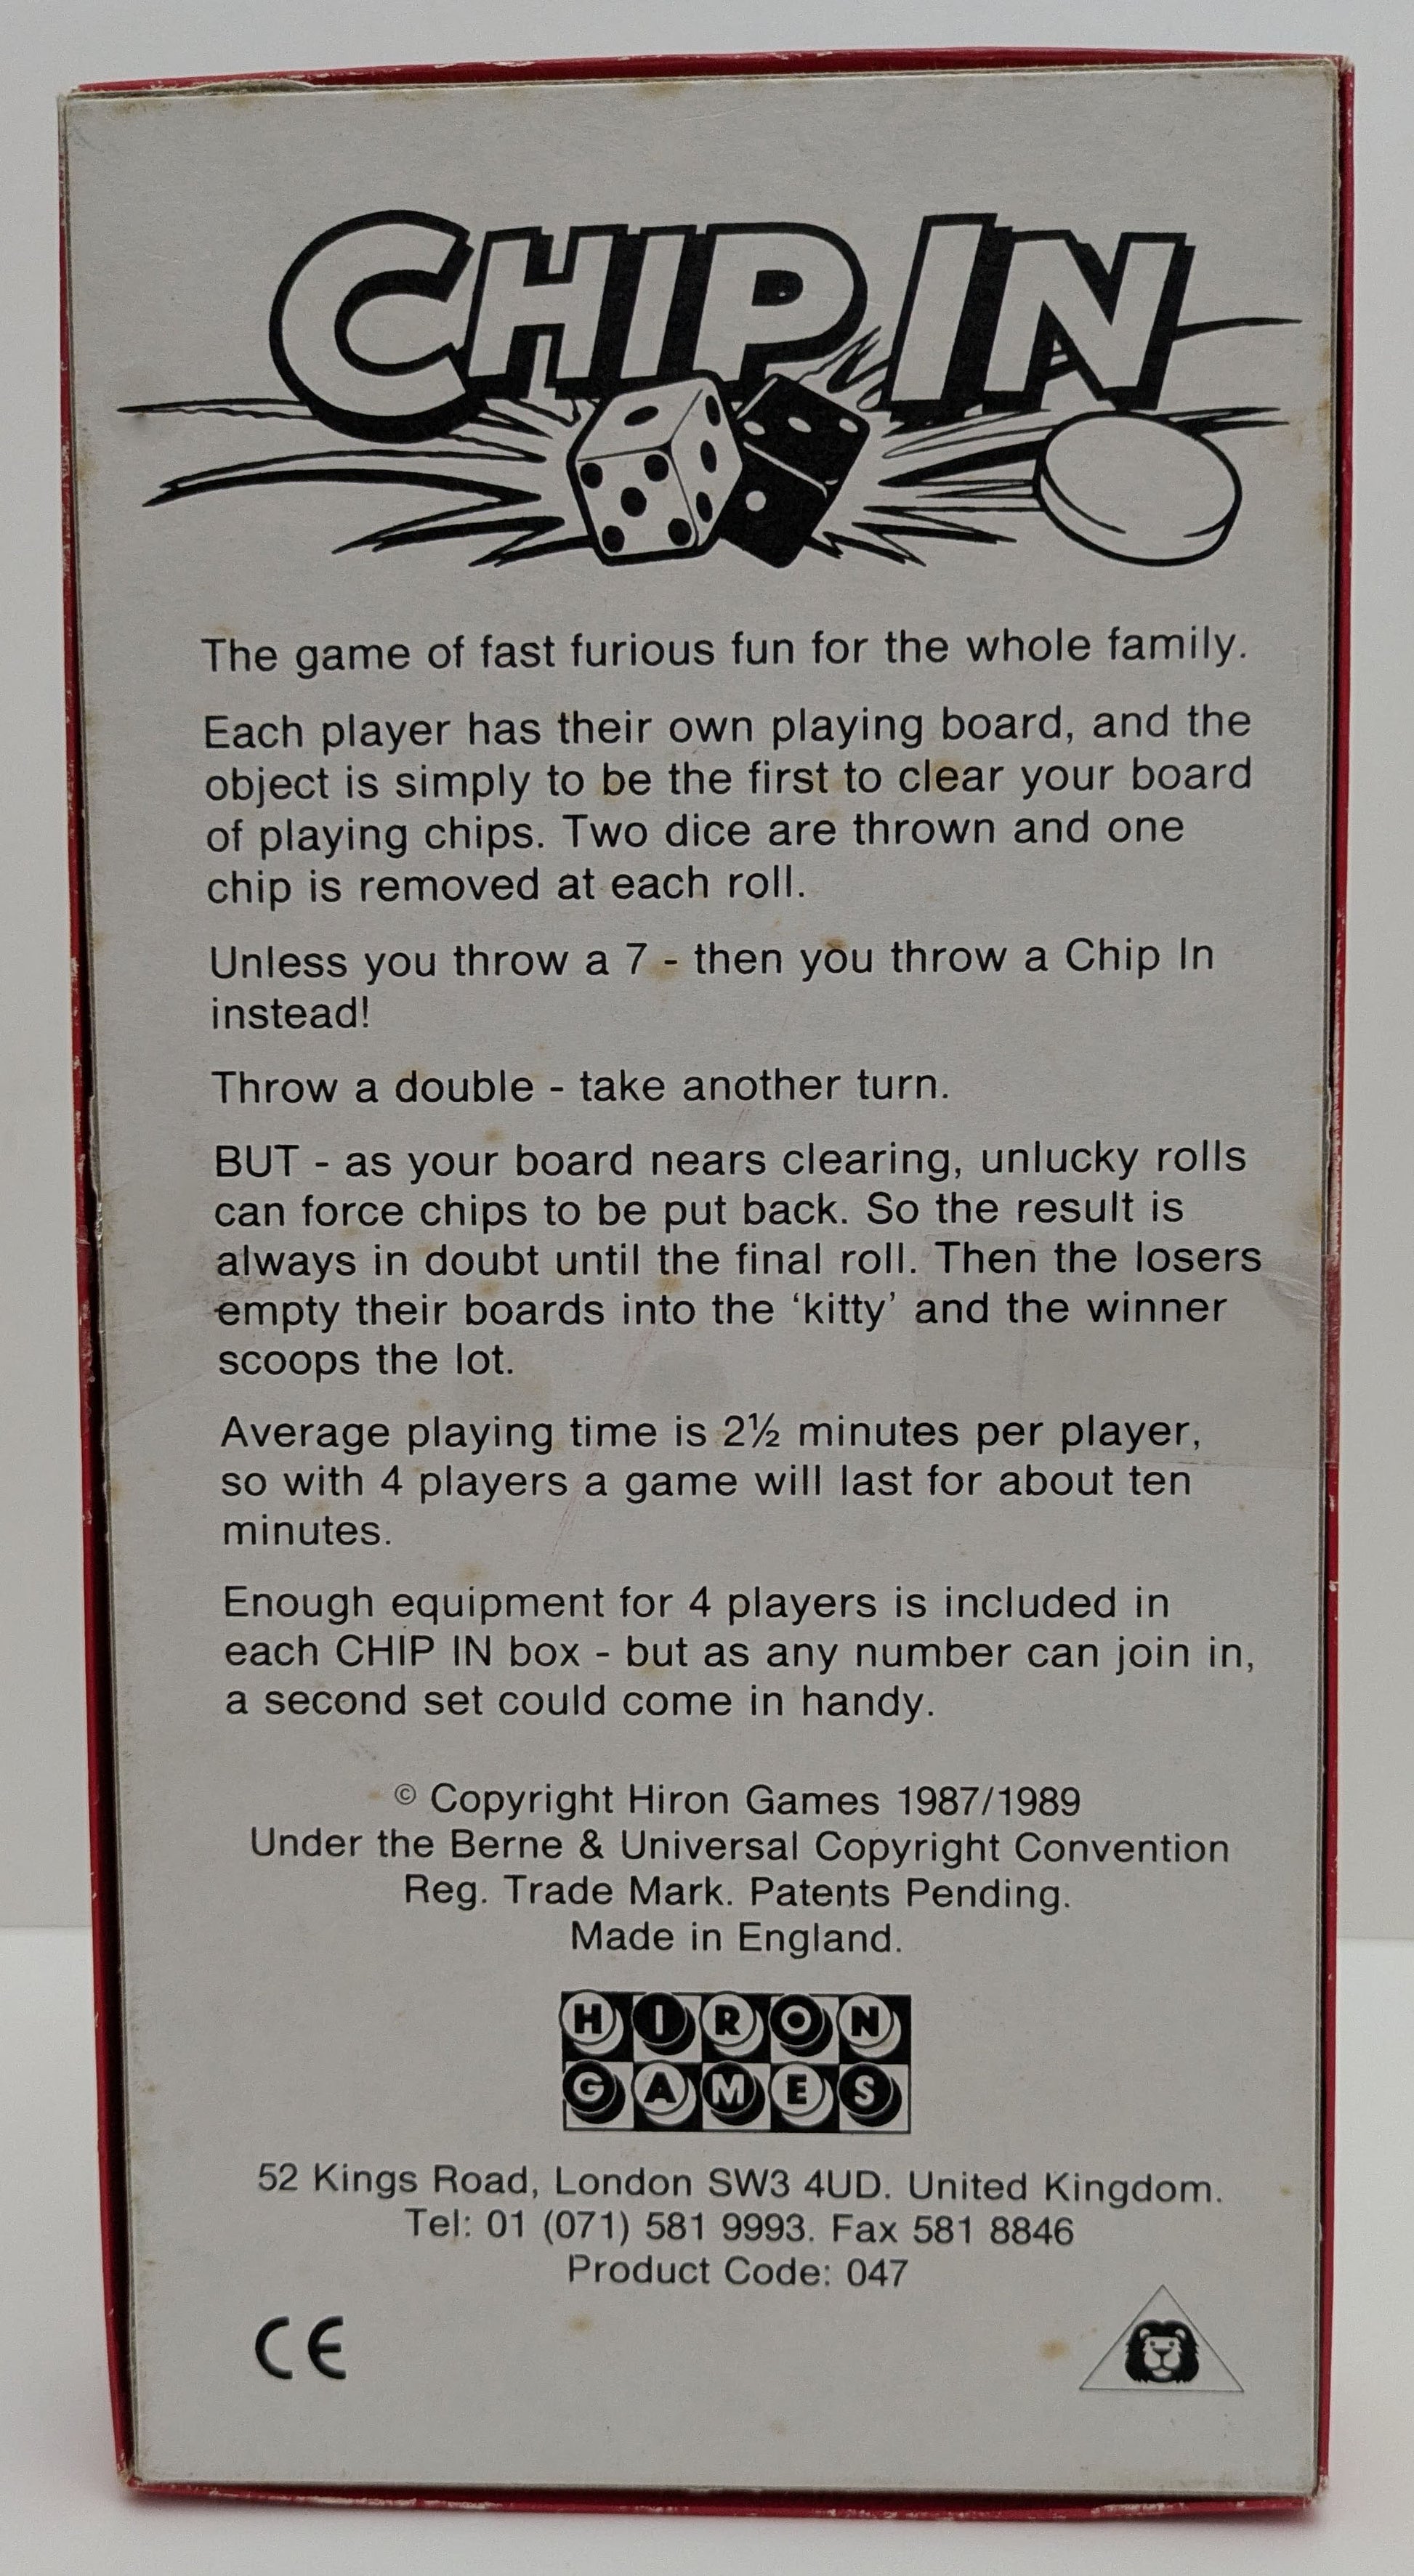 CHIP IN
The game of fast furious fun for the whole family.
Each player has their own playing board, and the
object is simply to be the first to clear your board
of playing chips. Two dice are thrown and one
chip is removed at each roll.
Unless you throw a 7 - then you throw a Chip In
instead!
Throw a double - take another turn.
BUT - as your board nears clearing, unlucky rolls
can force chips to be put back. So the result is
always in doubt until the final roll. Then the losers
empty their boards into the ‘kitty’ and the winner
scoops the lot.
Average playing time is 2½ minutes per player,
so with 4 players a game will last for about ten
minutes.
Enough equipment for 4 players is included in
each CHIP IN box - but as any number can join in,
a second set could come in handy.
© Copyright Hiron Games 1987/1989
Under the Berne & Universal Copyright Convention
Reg. Trade Mark. Patents Pending.
Made in England.
HIRON
GAMES
52 Kings Road, London SW3 4UD. United Kingdom.
Tel: 01 (071) 581 9993. Fax 581 8846
Product Code: 047
CE